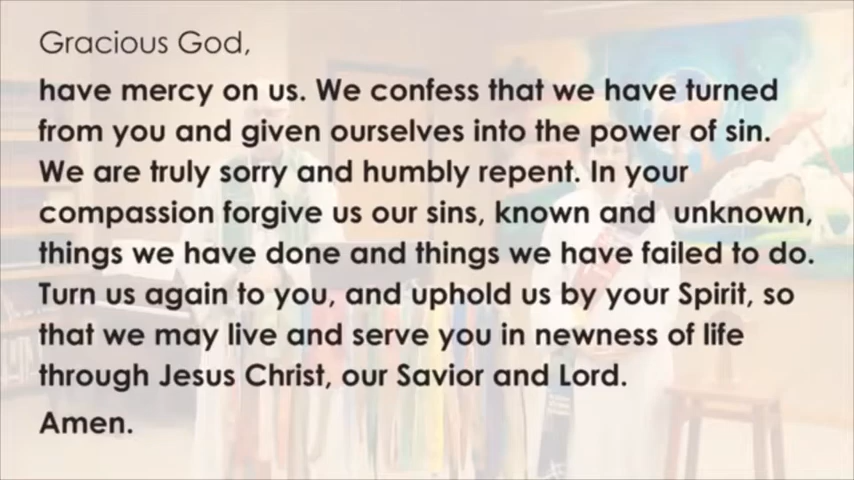 Gracious God,
have mercy on us. We confess that we have turned
from you and given ourselves into the power of sin.
We are truly sorry and humbly repent. In your
compassion forgive us our sins, known and unknown,
things we have done and things we have failed to do.
Turn us again to you, and uphold us by your Spirit, so
that we may live and serve you in newness of life
through Jesus Christ, our Savior and Lord.
Amen.